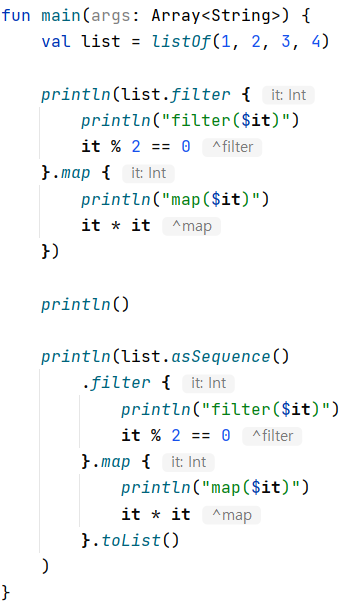 fun main(args: Array<String>) {
    val list = listOf(1, 2, 3, 4)

    println(list.filter { it: Int
        println("filter($it)")
        it % 2 == 0 ^filter
    }.map { it: Int
        println("map($it)")
        it * it ^map
    })

    println()

    println(list.asSequence()
        .filter { it: Int
            println("filter($it)")
            it % 2 == 0 ^filter
        }.map { it: Int
            println("map($it)")
            it * it ^map
        }.toList()
    )
}